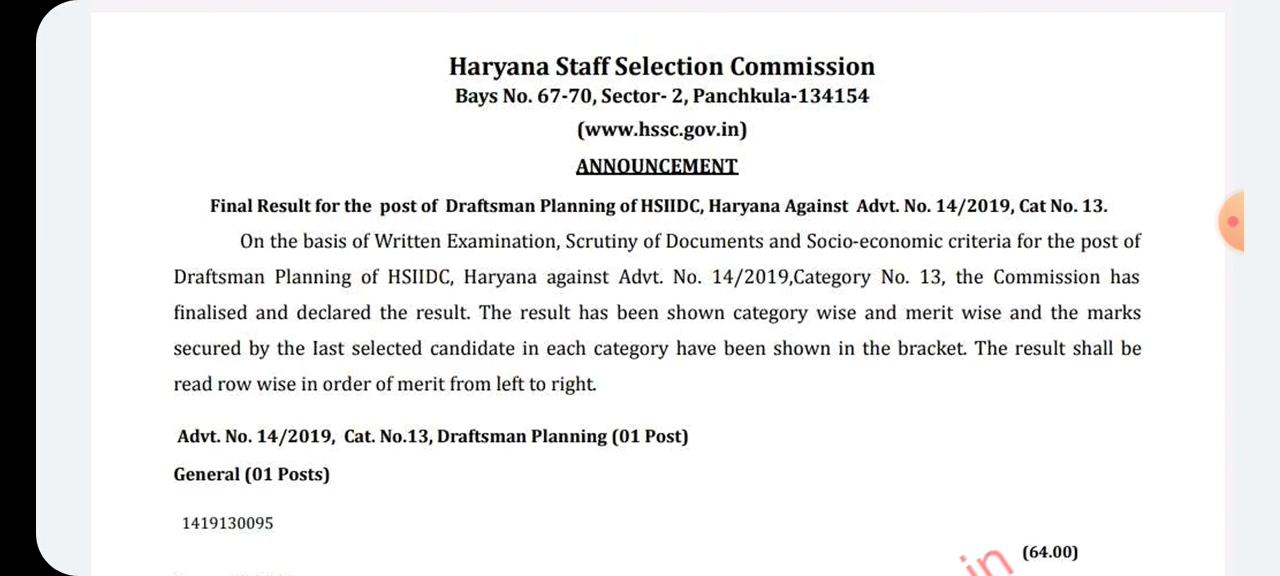 Haryana Staff Selection Commission
Bays No. 67-70, Sector- 2, Panchkula-134154
(www.hssc.gov.in)
ANNOUNCEMENT
Final Result for the post of Draftsman Planning of HSIIDC, Haryana Against Advt. No. 14/2019, Cat No. 13.
On the basis of Written Examination, Scrutiny of Documents and Socio-economic criteria for the post of
Draftsman Planning of HSIIDC, Haryana against Advt. No. 14/2019,Category No. 13, the Commission has
finalised and declared the result. The result has been shown category wise and merit wise and the marks
secured by the last selected candidate in each category have been shown in the bracket. The result shall be
read row wise in order of merit from left to right.
Advt. No. 14/2019, Cat. No.13, Draftsman Planning (01 Post)
General (01 Posts)
1419130095
(64.00)
in